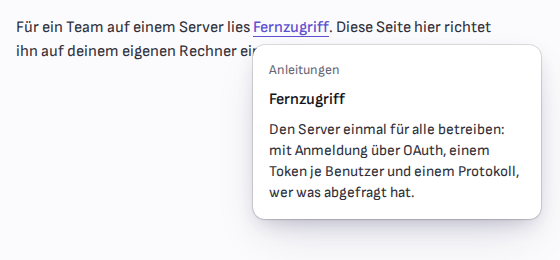 Für ein Team auf einem Server lies Fernzugriff. Diese Seite hier richtet
ihn auf deinem eigenen Rechner
Anleitungen
Fernzugriff
Den Server einmal für alle betreiben:
mit Anmeldung über OAuth, einem
Token je Benutzer und einem Protokoll,
wer was abgefragt hat.